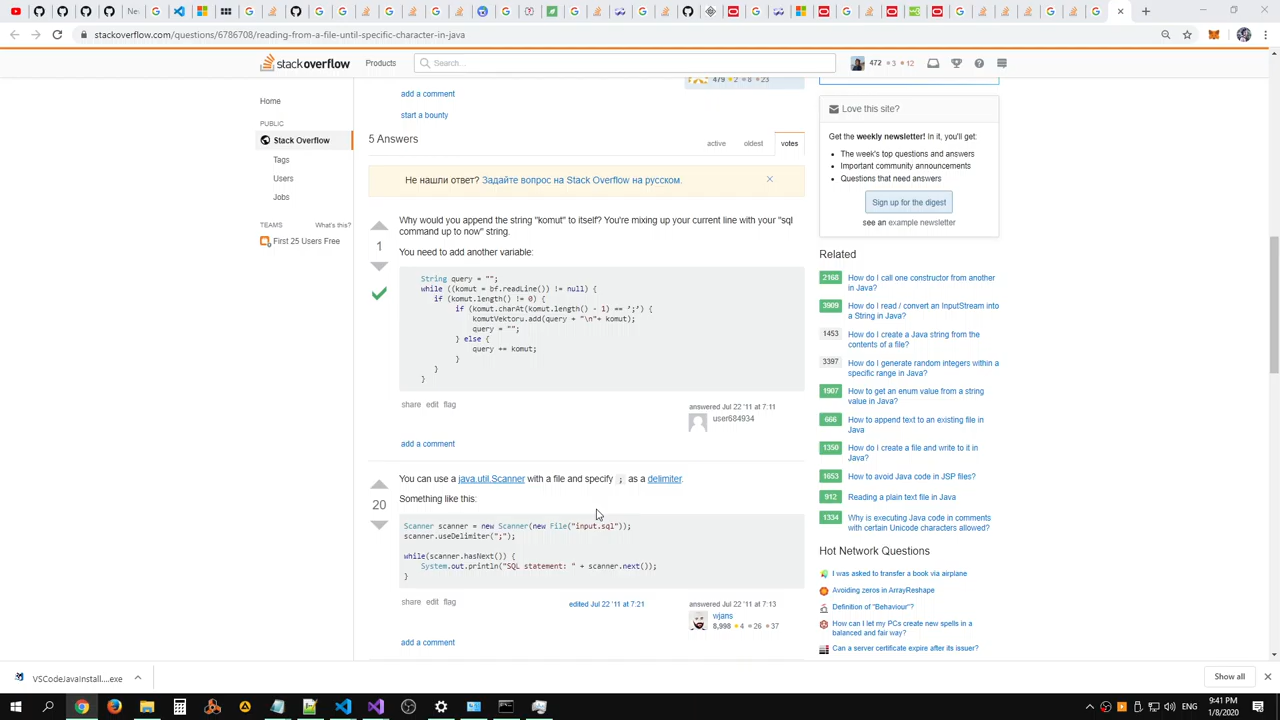 Ne
stackoverflow.com/questions/6786708/reading-from-a-file-until-specific-character-in-java
stackoverflow
Products
Search...
472 3 12
479 2 8 23
add a comment
start a bounty
Home
PUBLIC
Stack Overflow
Tags
Users
Jobs
TEAMS What's this?
First 25 Users Free
5 Answers
active oldest votes
Не нашли ответ? Задайте вопрос на Stack Overflow на русском.
1
Why would you append the string "komut" to itself? You're mixing up your current line with your "sql
command up to now" string.
You need to add another variable:
String query = "";
while ((komut = bf.readLine()) != null) {
if (komut.length() != 0) {
if (komut.charAt(komut.length() - 1) == ';') {
komutVektoru.add(query + "\n"+ komut);
query = "";
} else {
query += komut;
}
}
}
share edit flag
answered Jul 22 '11 at 7:11
user684934
add a comment
20
You can use a java.util.Scanner with a file and specify ; as a delimiter.
Something like this:
Scanner scanner = new Scanner(new File("input.sql"));
scanner.useDeliditer(";");
while(scanner.hasNext()) {
System.out.println("SQL statement: " + scanner.next());
}
share edit flag
edited Jul 22 '11 at 7:21
answered Jul 22 '11 at 7:13
wjans
8,998 4 26 37
add a comment
Love this site?
Get the weekly newsletter! In it, you'll get:
The week's top questions and answers
Important community announcements
Questions that need answers
Sign up for the digest
see an example newsletter
Related
2168 How do I call one constructor from another
in Java?
3909 How do I read / convert an InputStream into
a String in Java?
1453 How do I create a Java string from the
contents of a file?
3397 How do I generate random integers within a
specific range in Java?
1907 How to get an enum value from a string
value in Java?
666 How to append text to an existing file in
Java
1350 How do I create a file and write to it in
Java?
1653 How to avoid Java code in JSP files?
912 Reading a plain text file in Java
1334 Why is executing Java code in comments
with certain Unicode characters allowed?
Hot Network Questions
I was asked to transfer a book via airplane
Avoiding zeros in ArrayReshape
Definition of "Behaviour"?
How can I let my PCs create new spells in a
balanced and fair way?
Can a server certificate expire after its issuer?
VSCodeJavaInstall....exe
Show all
ENG
9:41 PM
1/8/2020